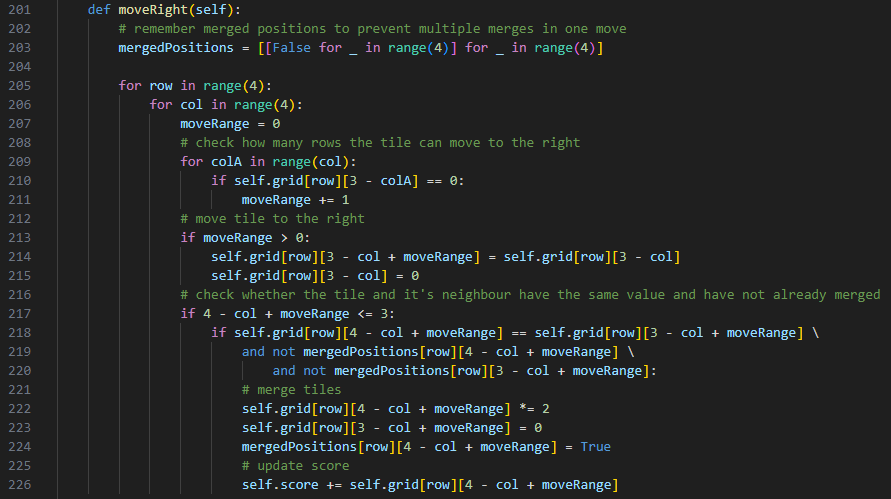 201 def moveRight(self):
202 # remember merged positions to prevent multiple merges in one move
203 mergedPositions = [[False for _ in range(4)] for _ in range(4)]
204
205 for row in range(4):
206 for col in range(4):
207 moveRange = 0
208 # check how many rows the tile can move to the right
209 for colA in range(col):
210 if self.grid[row][3 - colA] == 0:
211 moveRange += 1
212 # move tile to the right
213 if moveRange > 0:
214 self.grid[row][3 - col + moveRange] = self.grid[row][3 - col]
215 self.grid[row][3 - col] = 0
216 # check whether the tile and it's neighbour have the same value and have not already merged
217 if 4 - col + moveRange <= 3:
218 if self.grid[row][4 - col + moveRange] == self.grid[row][3 - col + moveRange] \
219 and not mergedPositions[row][4 - col + moveRange] \
220 and not mergedPositions[row][3 - col + moveRange]:
221 # merge tiles
222 self.grid[row][4 - col + moveRange] *= 2
223 self.grid[row][3 - col + moveRange] = 0
224 mergedPositions[row][4 - col + moveRange] = True
225 # update score
226 self.score += self.grid[row][4 - col + moveRange]